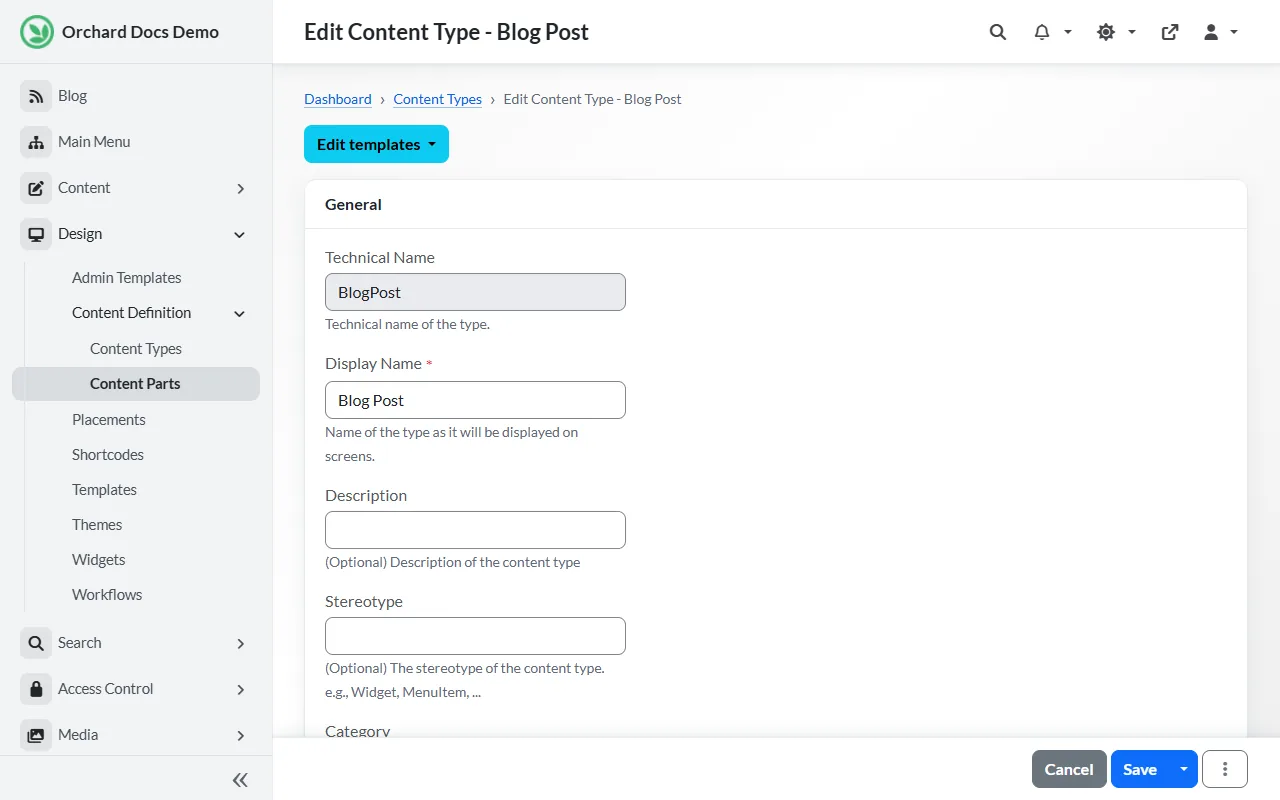 Orchard Docs Demo
Edit Content Type - Blog Post
Blog
Main Menu
Content
Design
Admin Templates
Content Definition
Content Types
Content Parts
Placements
Shortcodes
Templates
Themes
Widgets
Workflows
Search
Access Control
Media
Dashboard › Content Types › Edit Content Type - Blog Post
Edit templates
General
Technical Name
BlogPost
Technical name of the type.
Display Name *
Blog Post
Name of the type as it will be displayed on
screens.
Description
(Optional) Description of the content type
Stereotype
(Optional) The stereotype of the content type.
e.g., Widget, MenuItem, ...
Category
Cancel
Save